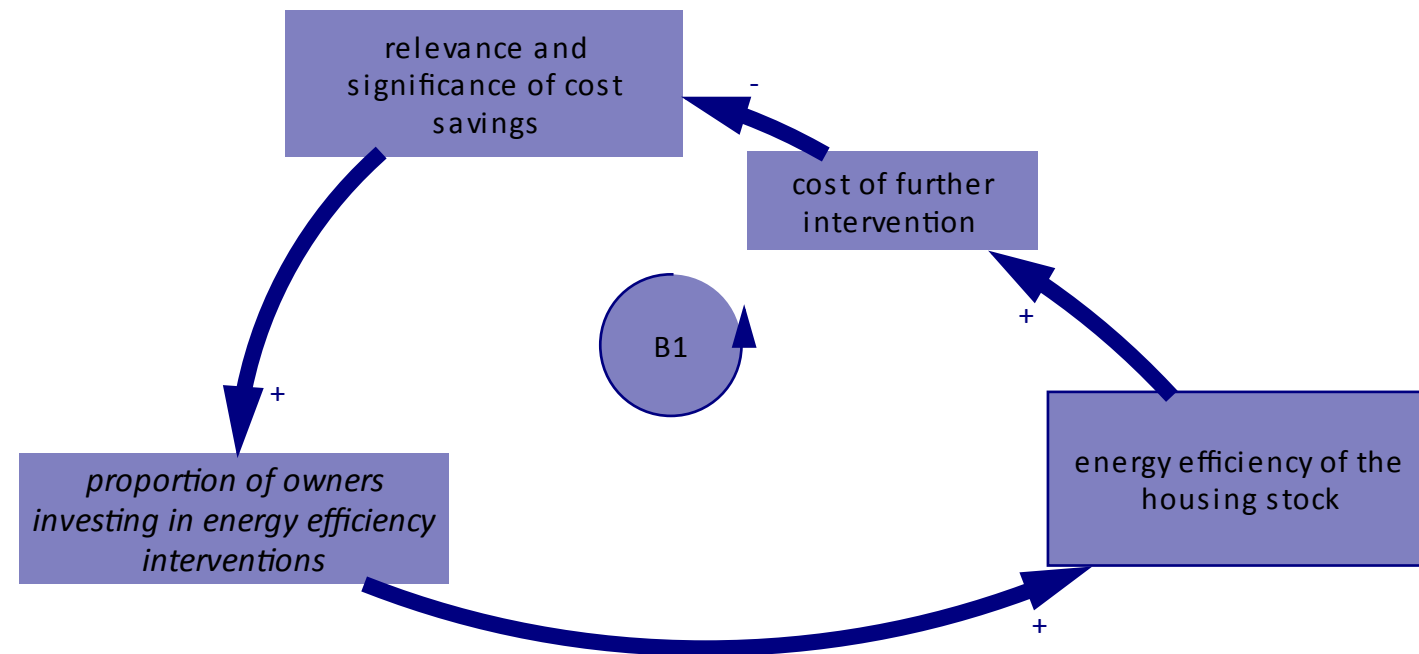 relevance and
significance of cost
savings
-
cost of further
intervention
+
B1
+
energy efficiency of the
housing stock
proportion of owners
investing in energy efficiency
interventions
+